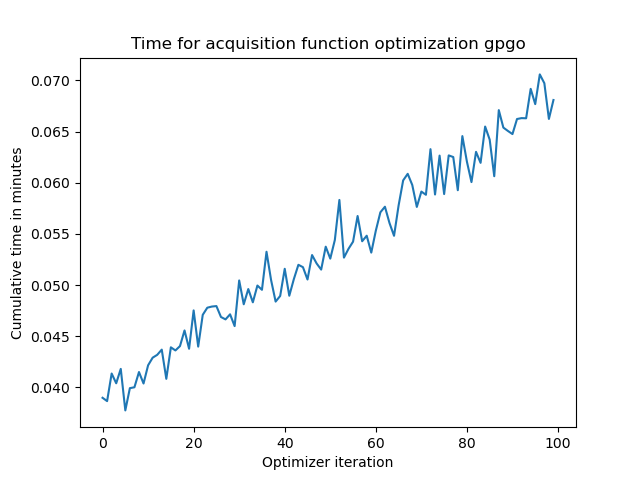 Time for acquisition function optimization gpgo
0.070
0.065
0.060
0.055
0.050
0.045
0.040
Cumulative time in minutes
0 20 40 60 80 100
Optimizer iteration